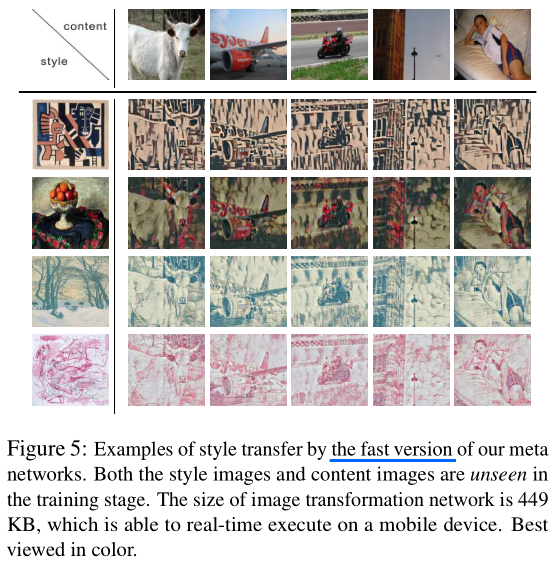 content
style
syJet
Figure 5: Examples of style transfer by the fast version of our meta
networks. Both the style images and content images are unseen in
the training stage. The size of image transformation network is 449
KB, which is able to real-time execute on a mobile device. Best
viewed in color.